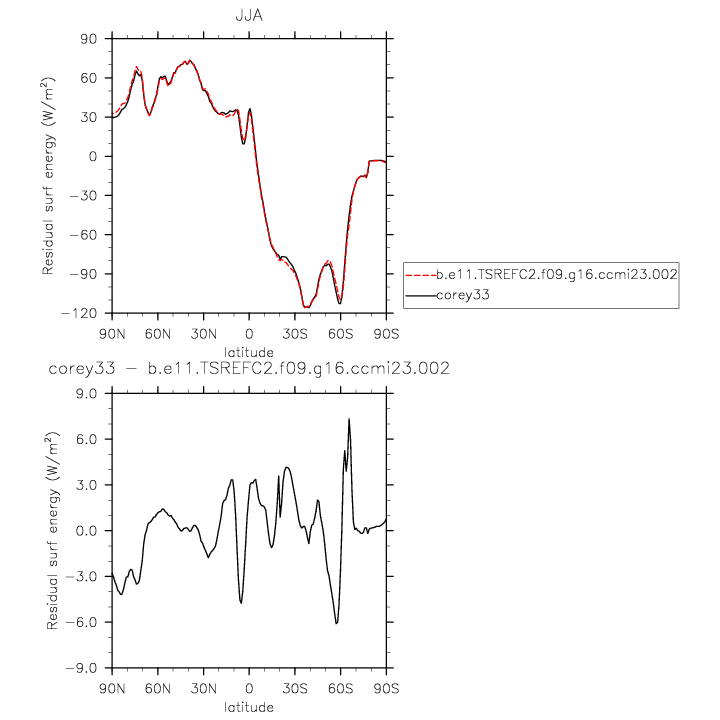 JJA
90
60
30
0
−30
−60
−90
−120
Residual surf energy (W/m²)
90N 60N 30N 0 30S 60S 90S
latitude
b.e11.TSREFC2.f09.g16.ccmi23.002
corey33
corey33 − b.e11.TSREFC2.f09.g16.ccmi23.002
9.0
6.0
3.0
0.0
−3.0
−6.0
−9.0
Residual surf energy (W/m²)
90N 60N 30N 0 30S 60S 90S
latitude